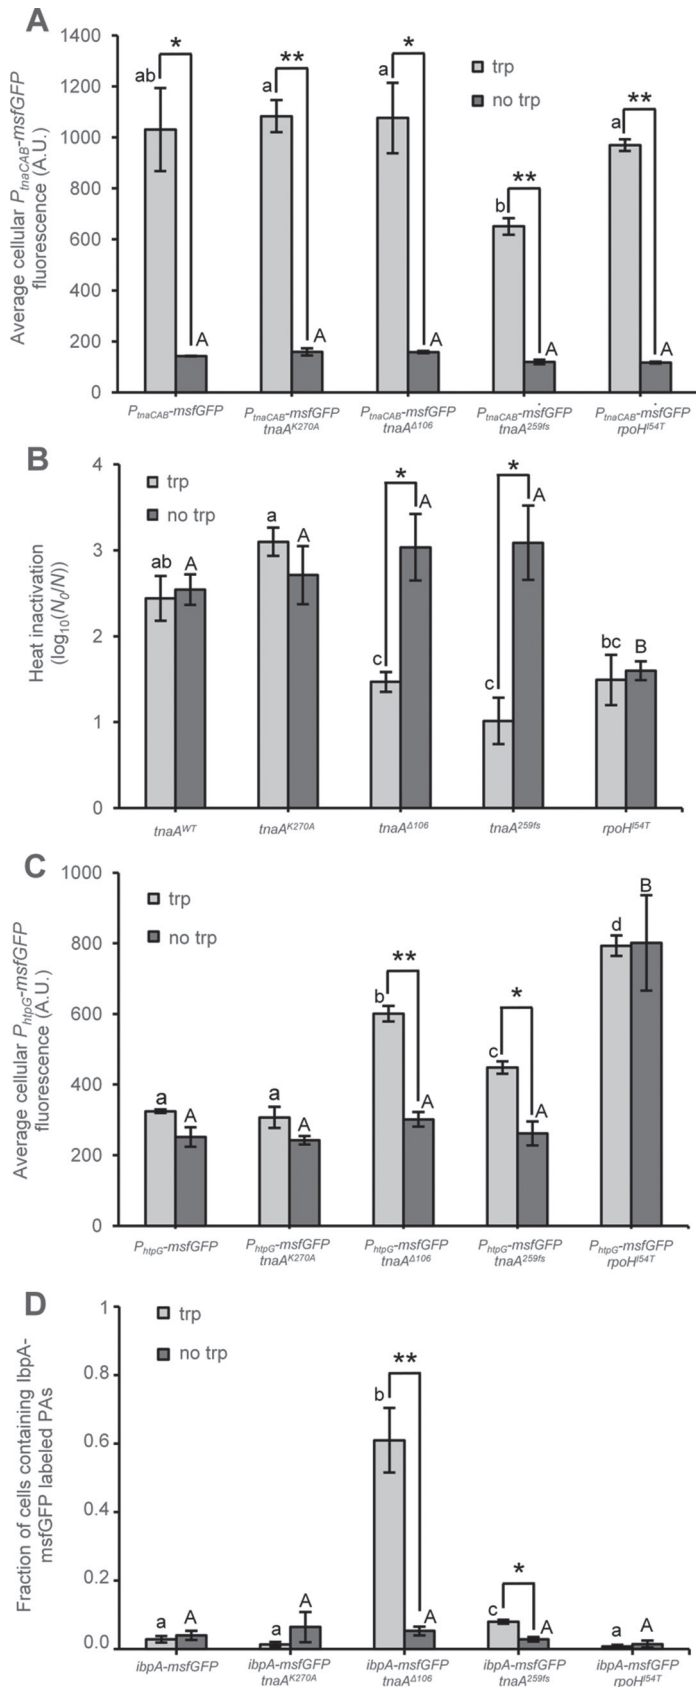 A
Average cellular PtnaCAB-msfGFP
fluorescence (A.U.)
1400
1200
1000
800
600
400
200
0
trp
no trp
ab * A
a ** A
a * A
b ** A
a ** A
PtnaCAB-msfGFP
PtnaCAB-msfGFP
tnaAK270A
PtnaCAB-msfGFP
tnaAΔ106
PtnaCAB-msfGFP
tnaA259fs
PtnaCAB-msfGFP
rpoHI54T
B
Heat inactivation
(log10(N0/N))
4
3
2
1
0
trp
no trp
ab A
a A
c * A
c * A
bc B
tnaAWT
tnaAK270A
tnaAΔ106
tnaA259fs
rpoHI54T
C
Average cellular PhtpG-msfGFP
fluorescence (A.U.)
1000
800
600
400
200
0
trp
no trp
a A
a A
b ** A
c * A
d B
PhtpG-msfGFP
PhtpG-msfGFP
tnaAK270A
PhtpG-msfGFP
tnaAΔ106
PhtpG-msfGFP
tnaA259fs
PhtpG-msfGFP
rpoHI54T
D
Fraction of cells containing IbpA-
msfGFP labeled PAs
1
0.8
0.6
0.4
0.2
0.0
trp
no trp
a A
a A
b ** A
c * A
a A
ibpA-msfGFP
ibpA-msfGFP
tnaAK270A
ibpA-msfGFP
tnaAΔ106
ibpA-msfGFP
tnaA259fs
ibpA-msfGFP
rpoHI54T